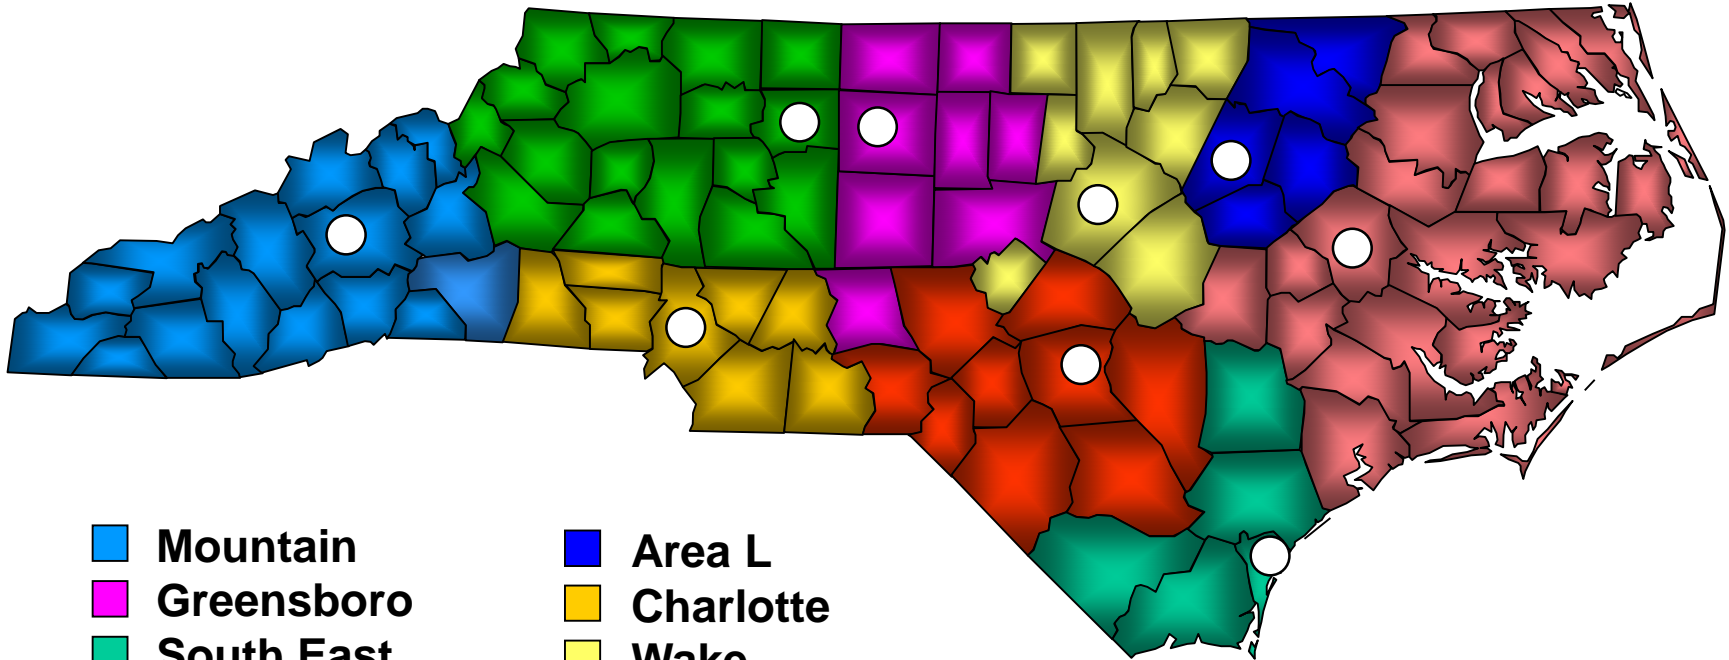 Mountain
Area L
Greensboro
Charlotte
South East
Wake